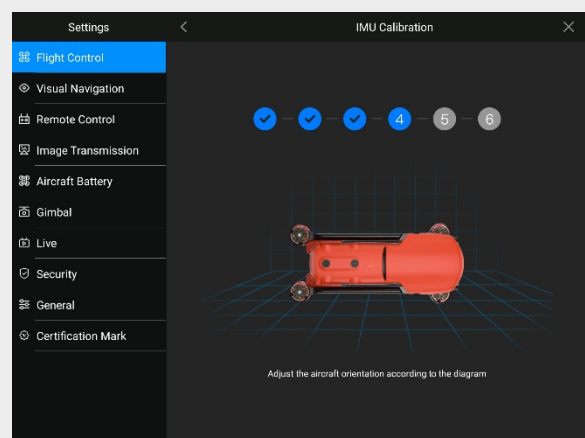 Settings
IMU Calibration
Flight Control
Visual Navigation
Remote Control
Image Transmission
Aircraft Battery
Gimbal
Live
Security
General
Certification Mark
4 5 6
Adjust the aircraft orientation according to the diagram